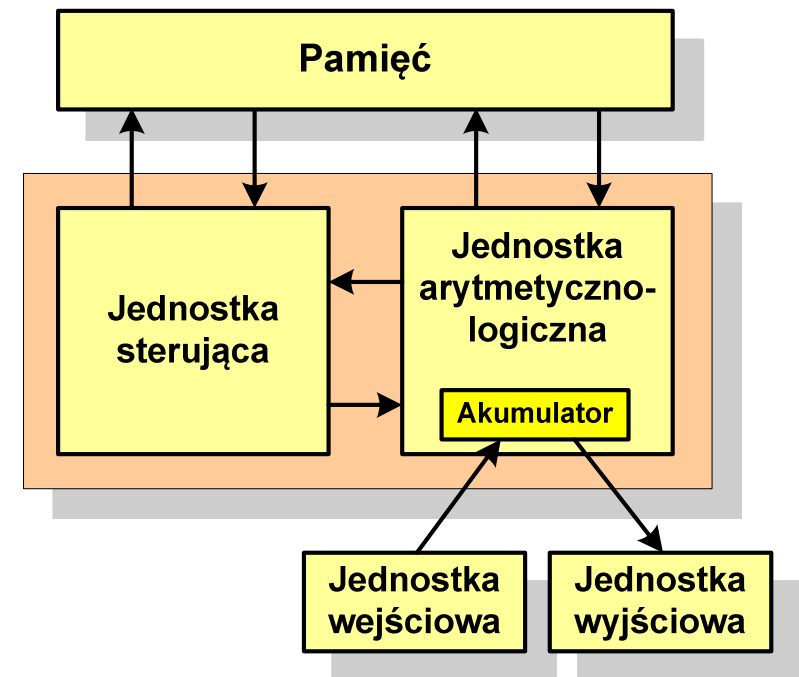 Pamięć
Jednostka
sterująca
Jednostka
arytmetyczno-
logiczna
Akumulator
Jednostka
wejściowa
Jednostka
wyjściowa